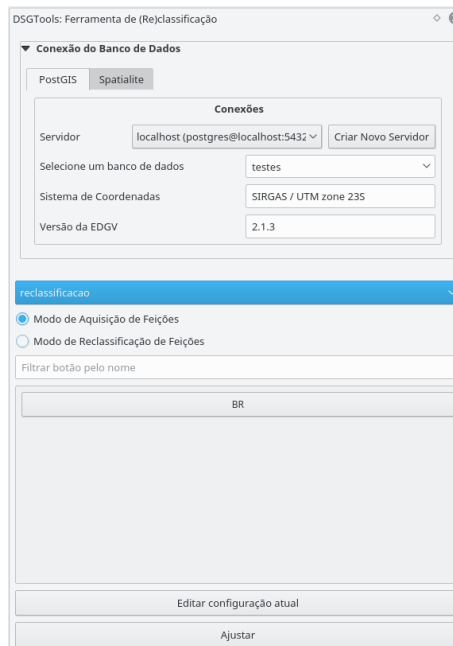 DSGTools: Ferramenta de (Re)classificação
Conexão do Banco de Dados
PostGIS Spatialite
Conexões
Servidor localhost (postgres@localhost:5432 Criar Novo Servidor
Selecione um banco de dados testes
Sistema de Coordenadas SIRGAS / UTM zone 23S
Versão da EDGV 2.1.3
reclassificacao
Modo de Aquisição de Feições
Modo de Reclassificação de Feições
Filtrar botão pelo nome
BR
Editar configuração atual
Ajustar